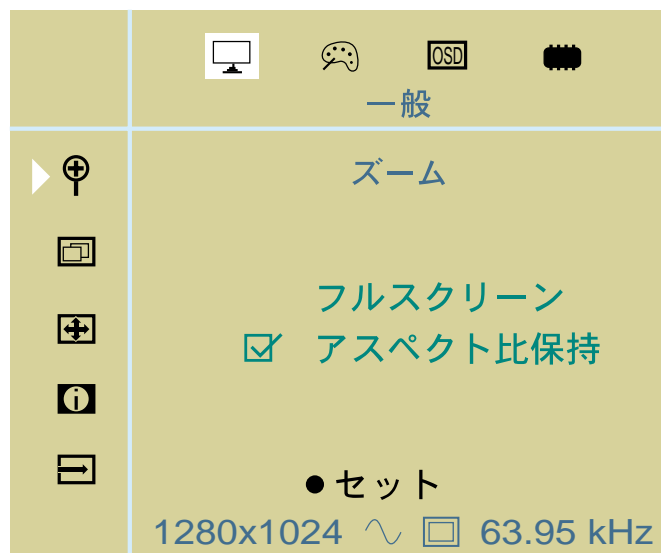 OSD
一般
ズーム
フルスクリーン
アスペクト比保持
●セット
1280x1024 63.95 kHz